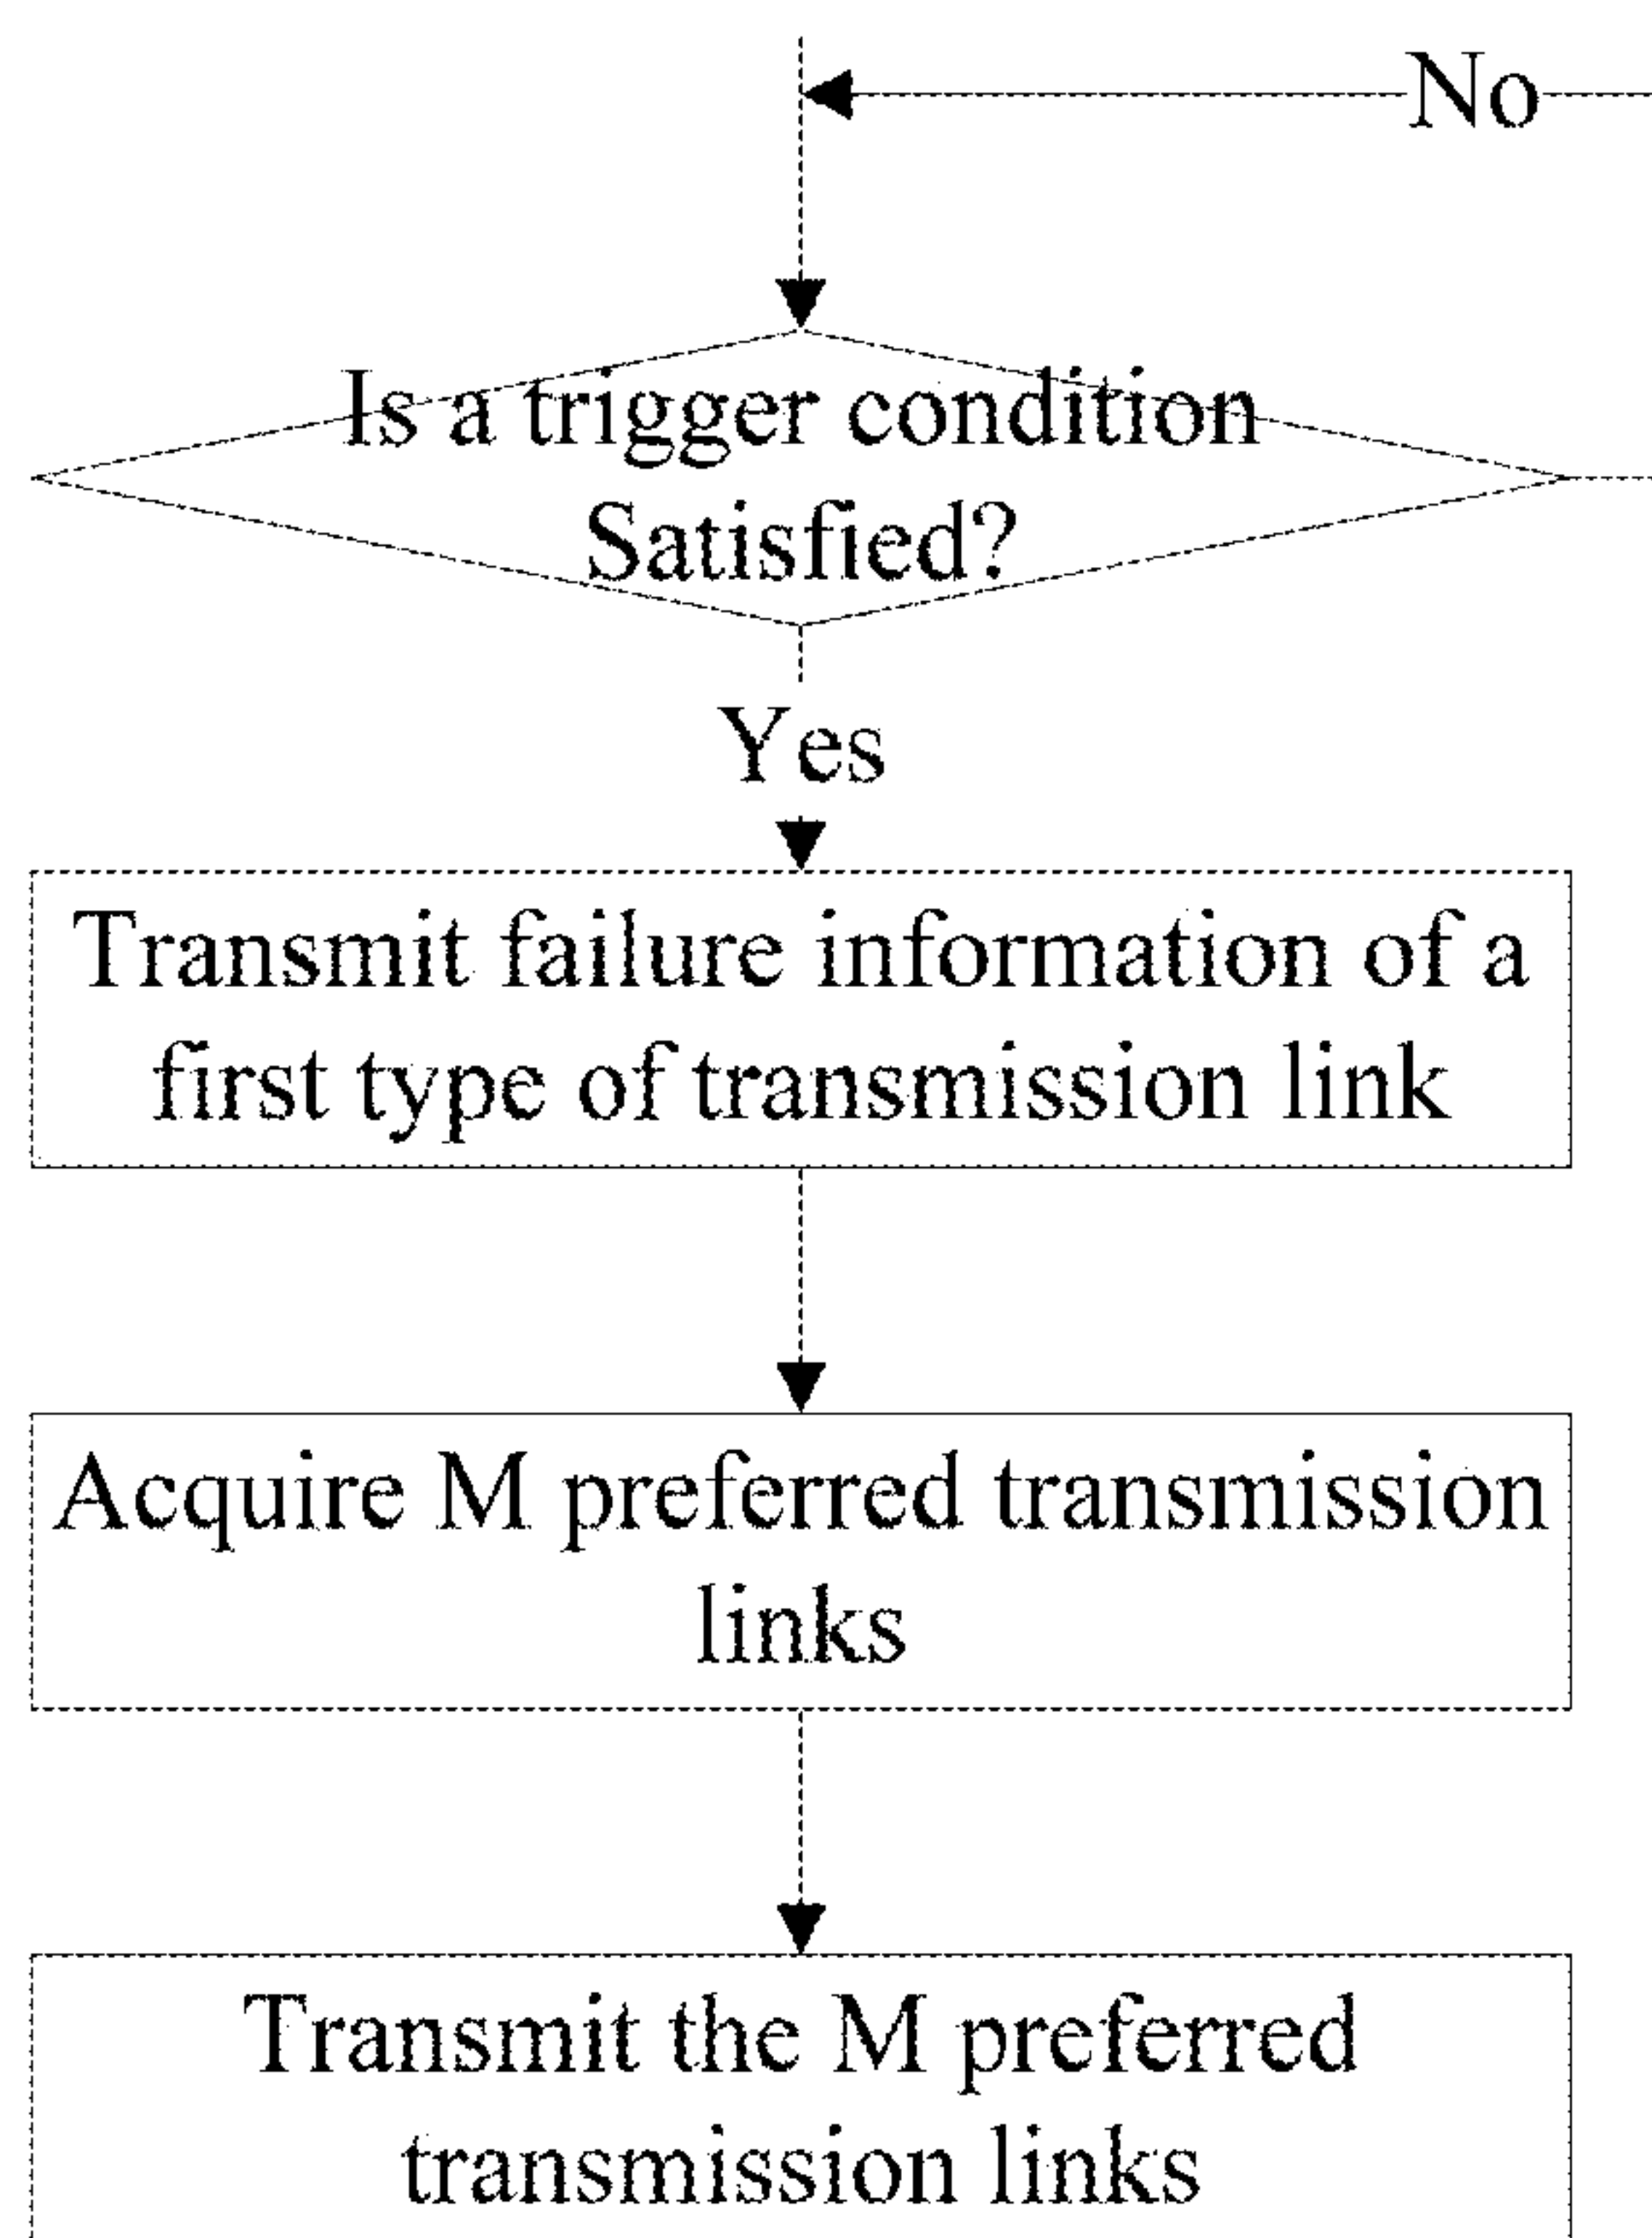 No
Is a trigger condition
Satisfied?
Yes
Transmit failure information of a
first type of transmission link
Acquire M preferred transmission
links
Transmit the M preferred
transmission links